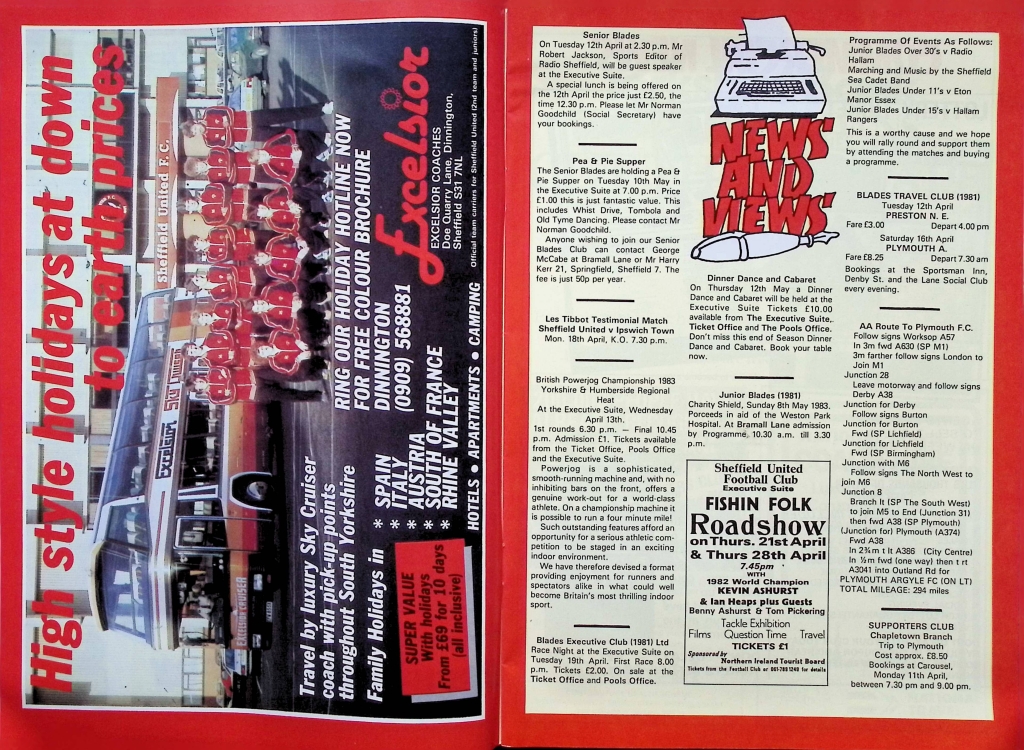 High style holidays at down
to earth prices
Sheffield United F.C.
EXCELSIOR
SKY CRUISER
EXCELSIOR CRUISER
Travel by luxury Sky Cruiser
coach with pick-up points
throughout South Yorkshire
Family Holidays in
* SPAIN
* ITALY
* AUSTRIA
* SOUTH OF FRANCE
* RHINE VALLEY
SUPER VALUE
With holidays
From £69 for 10 days
(all inclusive)
HOTELS • APARTMENTS • CAMPING
RING OUR HOLIDAY HOTLINE NOW
FOR FREE COLOUR BROCHURE
DINNINGTON
(0909) 568881
Excelsior
EXCELSIOR COACHES
Doe Quarry Lane, Dinnington,
Sheffield S31 7NL
Official team carriers for Sheffield United (2nd team and juniors)
Senior Blades
On Tuesday 12th April at 2.30 p.m. Mr
Robert Jackson, Sports Editor of
Radio Sheffield, will be guest speaker
at the Executive Suite.
A special lunch is being offered on
the 12th April the price just £2.50, the
time 12.30 p.m. Please let Mr Norman
Goodchild (Social Secretary) have
your bookings.
Pea & Pie Supper
The Senior Blades are holding a Pea &
Pie Supper on Tuesday 10th May in
the Executive Suite at 7.00 p.m. Price
£1.00 this is just fantastic value. This
includes Whist Drive, Tombola and
Old Tyme Dancing. Please contact Mr
Norman Goodchild.
Anyone wishing to join our Senior
Blades Club can contact George
McCabe at Bramall Lane or Mr Harry
Kerr 21, Springfield, Sheffield 7. The
fee is just 50p per year.
Les Tibbot Testimonial Match
Sheffield United v Ipswich Town
Mon. 18th April, K.O. 7.30 p.m.
British Powerjog Championship 1983
Yorkshire & Humberside Regional
Heat
At the Executive Suite, Wednesday
April 13th.
1st rounds 6.30 p.m. — Final 10.45
p.m. Admission £1. Tickets available
from the Ticket Office, Pools Office
and the Executive Suite.
Powerjog is a sophisticated,
smooth-running machine and, with no
inhibiting bars on the front, offers a
genuine work-out for a world-class
athlete. On a championship machine it
is possible to run a four minute mile!
Such outstanding features afford an
opportunity for a serious athletic com-
petition to be staged in an exciting
indoor environment.
We have therefore devised a format
providing enjoyment for runners and
spectators alike in what could well
become Britain's most thrilling indoor
sport.
Blades Executive Club (1981) Ltd
Race Night at the Executive Suite on
Tuesday 19th April. First Race 8.00
p.m. Tickets £2.00. On sale at the
Ticket Office and Pools Office.
NEWS
AND
VIEWS
Dinner Dance and Cabaret
On Thursday 12th May a Dinner
Dance and Cabaret will be held at the
Executive Suite Tickets £10.00
available from The Executive Suite,
Ticket Office and The Pools Office.
Don't miss this end of Season Dinner
Dance and Cabaret. Book your table
now.
Junior Blades (1981)
Charity Shield, Sunday 8th May 1983.
Porceeds in aid of the Weston Park
Hospital. At Bramall Lane admission
by Programme, 10.30 a.m. till 3.30
p.m.
Sheffield United
Football Club
Executive Suite
FISHIN FOLK
Roadshow
on Thurs. 21st April
& Thurs 28th April
7.45pm
WITH
1982 World Champion
KEVIN ASHURST
& Ian Heaps plus Guests
Benny Ashurst & Tom Pickering
Tackle Exhibition
Films Question Time Travel
TICKETS £1
Sponsored by
Northern Ireland Tourist Board
Tickets from the Football Club or 061-789 1240 for details
Programme Of Events As Follows:
Junior Blades Over 30's v Radio
Hallam
Marching and Music by the Sheffield
Sea Cadet Band
Junior Blades Under 11's v Eton
Manor Essex
Junior Blades Under 15's v Hallam
Rangers
This is a worthy cause and we hope
you will rally round and support them
by attending the matches and buying
a programme.
BLADES TRAVEL CLUB (1981)
Tuesday 12th April
PRESTON N. E.
Fare £3.00 Depart 4.00 pm
Saturday 16th April
PLYMOUTH A.
Fare £8.25 Depart 7.30 am
Bookings at the Sportsman Inn,
Denby St. and the Lane Social Club
every evening.
AA Route To Plymouth F.C.
Follow signs Worksop A57
In 3m fwd A630 (SP M1)
3m farther follow signs London to
Join M1
Junction 28
Leave motorway and follow signs
Derby A38
Junction for Derby
Follow signs Burton
Junction for Burton
Fwd (SP Lichfield)
Junction for Lichfield
Fwd (SP Birmingham)
Junction with M6
Follow signs The North West to
join M6
Junction 8
Branch lt (SP The South West)
to join M5 to End (Junction 31)
then fwd A38 (SP Plymouth)
(Junction for) Plymouth (A374)
Fwd A38
In 2¾m t lt A386 (City Centre)
In ½m fwd (one way) then t rt
A3041 into Outland Rd for
PLYMOUTH ARGYLE FC (ON LT)
TOTAL MILEAGE: 294 miles
SUPPORTERS CLUB
Chapletown Branch
Trip to Plymouth
Cost approx. £8.50
Bookings at Carousel,
Monday 11th April,
between 7.30 pm and 9.00 pm.